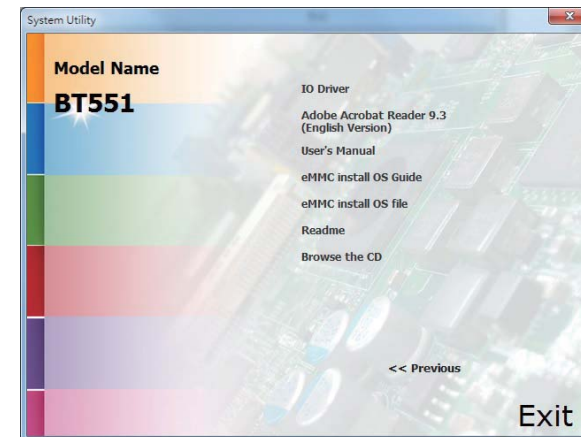 System Utility
Model Name
BT551
IO Driver
Adobe Acrobat Reader 9.3
(English Version)
User's Manual
eMMC install OS Guide
eMMC install OS file
Readme
Browse the CD
<< Previous
Exit